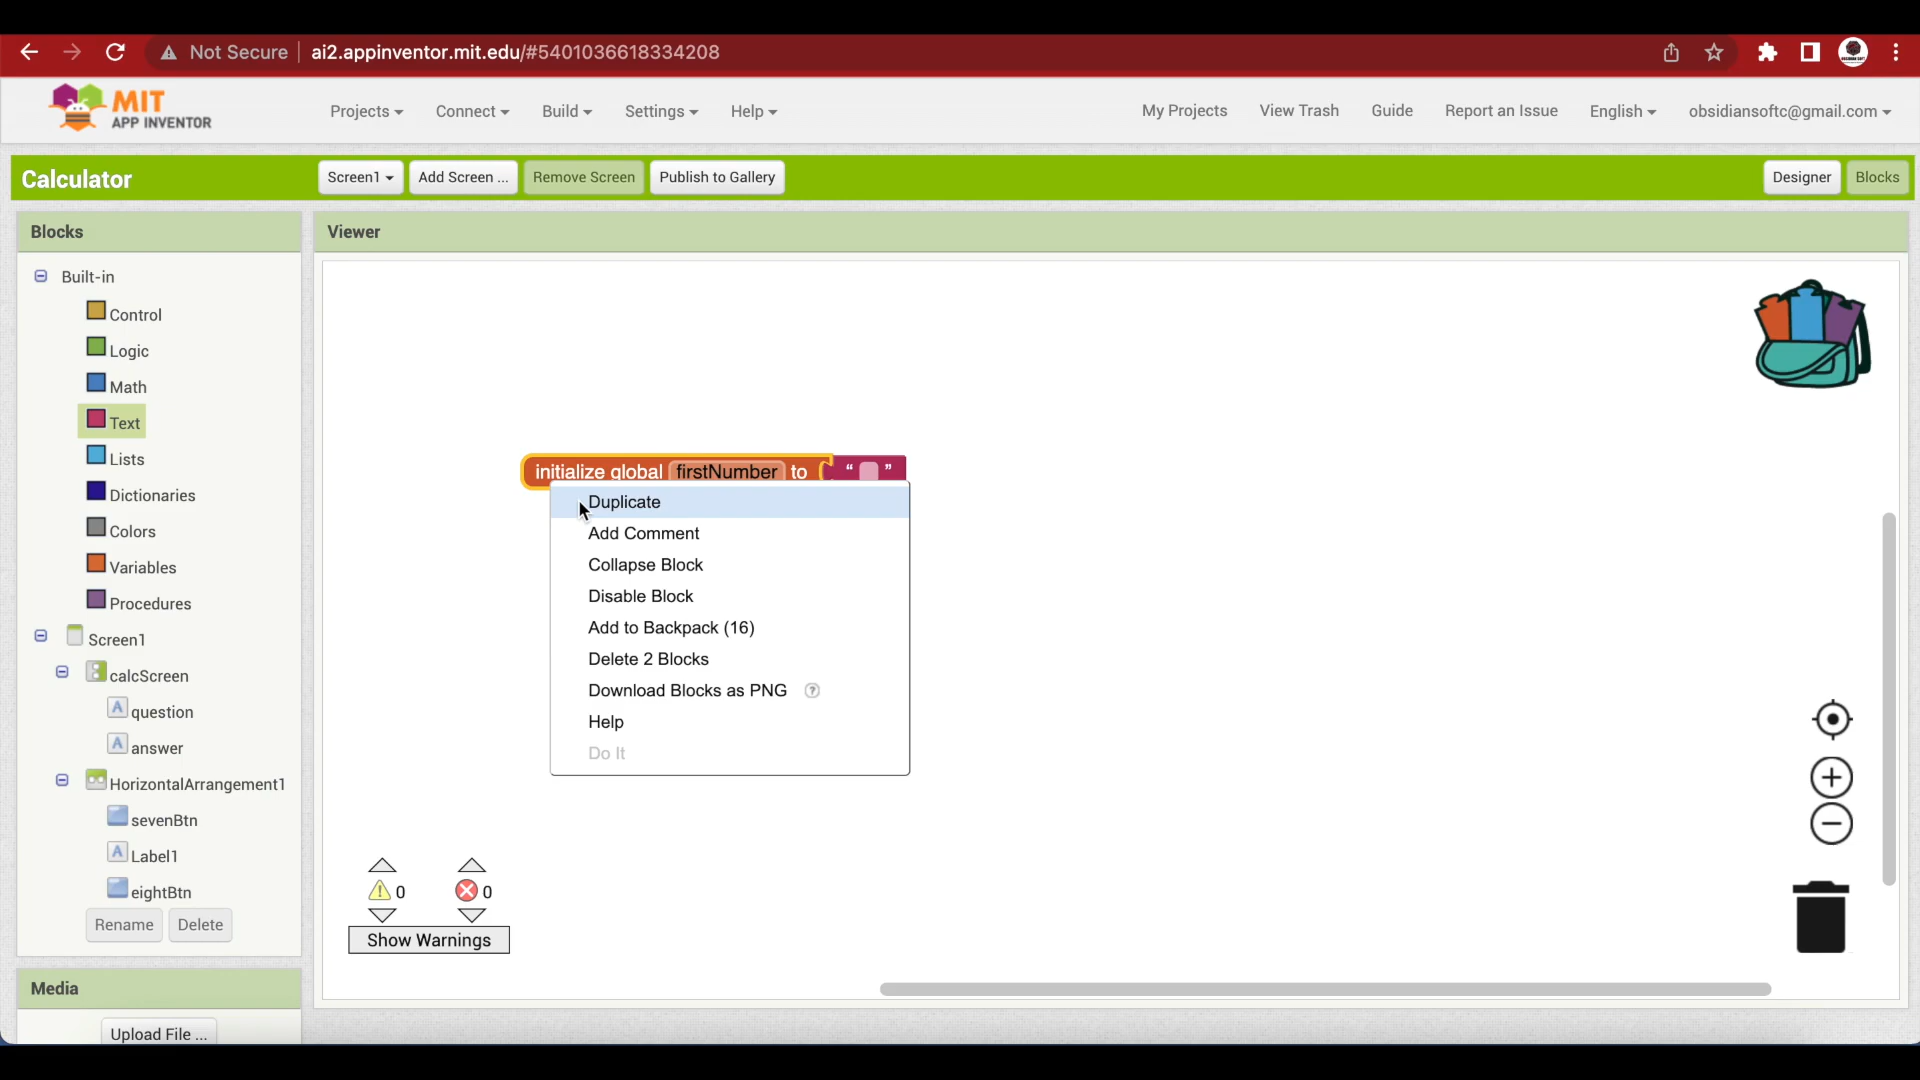 Not Secure ai2.appinventor.mit.edu/#5401036618334208
MIT
APP INVENTOR
Projects Connect Build Settings Help My Projects View Trash Guide Report an Issue English obsidiansoftc@gmail.com
Calculator Screen1 Add Screen ... Remove Screen Publish to Gallery Designer Blocks
Blocks
Viewer
Built-in
Control
Logic
Math
Text
Lists
Dictionaries
Colors
Variables
Procedures
Screen1
calcScreen
question
answer
HorizontalArrangement1
sevenBtn
Label1
eightBtn
Rename Delete
Media
Upload File ...
initialize global firstNumber to “ ”
Duplicate
Add Comment
Collapse Block
Disable Block
Add to Backpack (16)
Delete 2 Blocks
Download Blocks as PNG ?
Help
Do It
0 0
Show Warnings